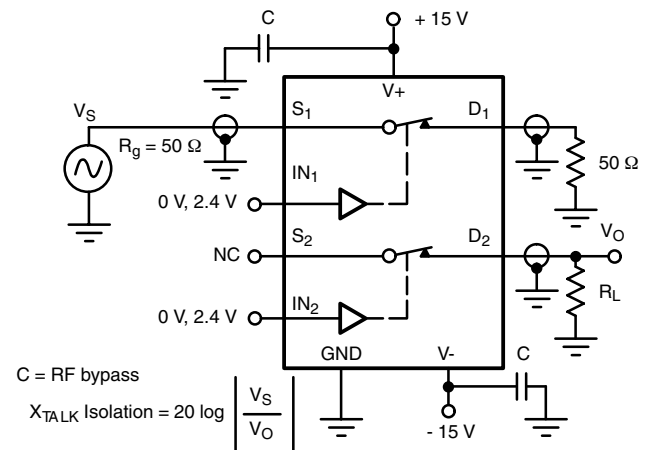 C
+ 15 V
V+
VS
S1
D1
Rg = 50 Ω
50 Ω
IN1
0 V, 2.4 V
S2
D2
VO
NC
RL
IN2
0 V, 2.4 V
GND
V-
C
C = RF bypass
XTALK Isolation = 20 log | VS / VO |
- 15 V